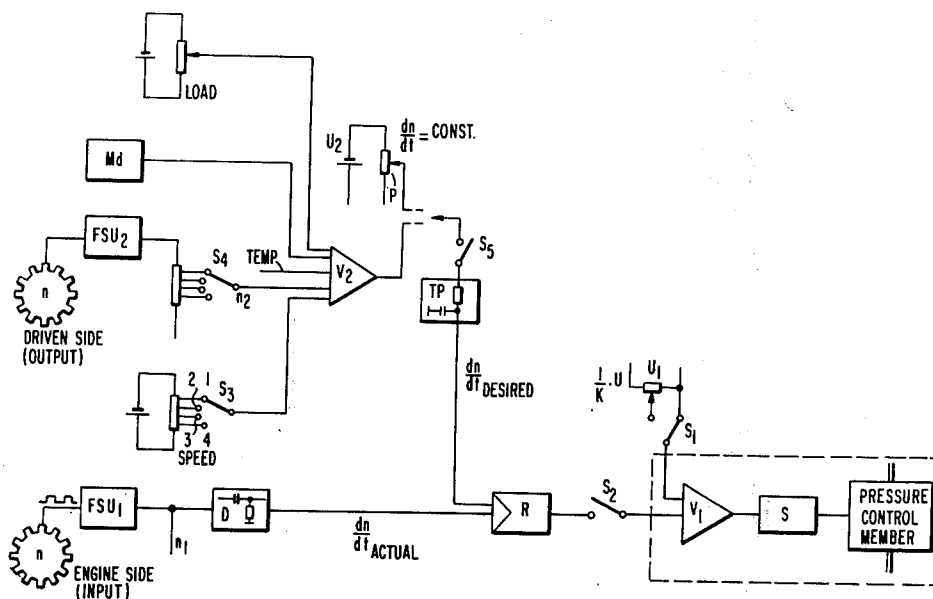 LOAD
Md
U2
dn/dt = CONST.
P
FSU2
S4
TEMP
V2
S5
n
n2
TP
DRIVEN SIDE
(OUTPUT)
dn/dt DESIRED
1/K · U
U1
2 1
S3
3 4
SPEED
S1
FSU1
D
S2
R
V1
S
PRESSURE
CONTROL
MEMBER
n
n1
dn/dt ACTUAL
ENGINE SIDE
(INPUT)